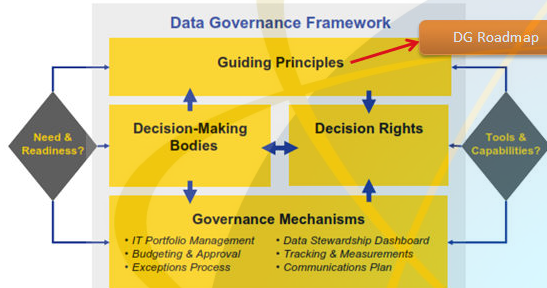 Data Governance Framework
DG Roadmap
Guiding Principles
Need &
Readiness?
Decision-Making
Bodies
Decision Rights
Tools &
Capabilities?
Governance Mechanisms
• IT Portfolio Management
• Budgeting & Approval
• Exceptions Process
• Data Stewardship Dashboard
• Tracking & Measurements
• Communications Plan